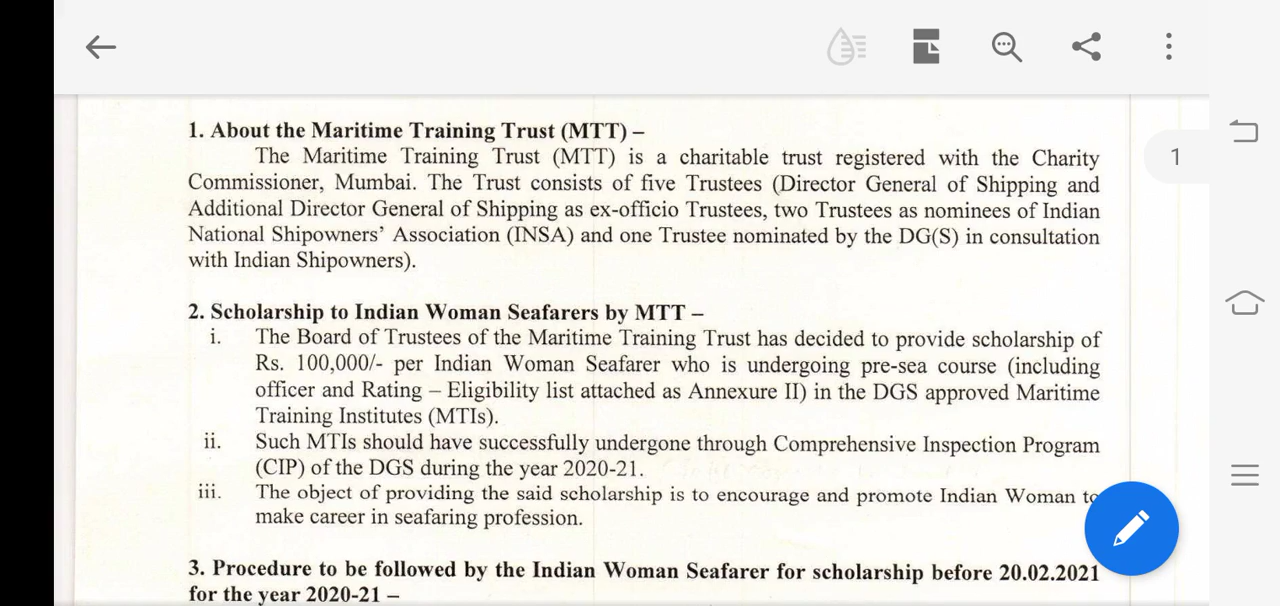 1
1. About the Maritime Training Trust (MTT) –
The Maritime Training Trust (MTT) is a charitable trust registered with the Charity
Commissioner, Mumbai. The Trust consists of five Trustees (Director General of Shipping and
Additional Director General of Shipping as ex-officio Trustees, two Trustees as nominees of Indian
National Shipowners' Association (INSA) and one Trustee nominated by the DG(S) in consultation
with Indian Shipowners).
2. Scholarship to Indian Woman Seafarers by MTT –
i. The Board of Trustees of the Maritime Training Trust has decided to provide scholarship of
Rs. 100,000/- per Indian Woman Seafarer who is undergoing pre-sea course (including
officer and Rating – Eligibility list attached as Annexure II) in the DGS approved Maritime
Training Institutes (MTIs).
ii. Such MTIs should have successfully undergone through Comprehensive Inspection Program
(CIP) of the DGS during the year 2020-21.
iii. The object of providing the said scholarship is to encourage and promote Indian Woman to
make career in seafaring profession.
3. Procedure to be followed by the Indian Woman Seafarer for scholarship before 20.02.2021
for the year 2020-21 –